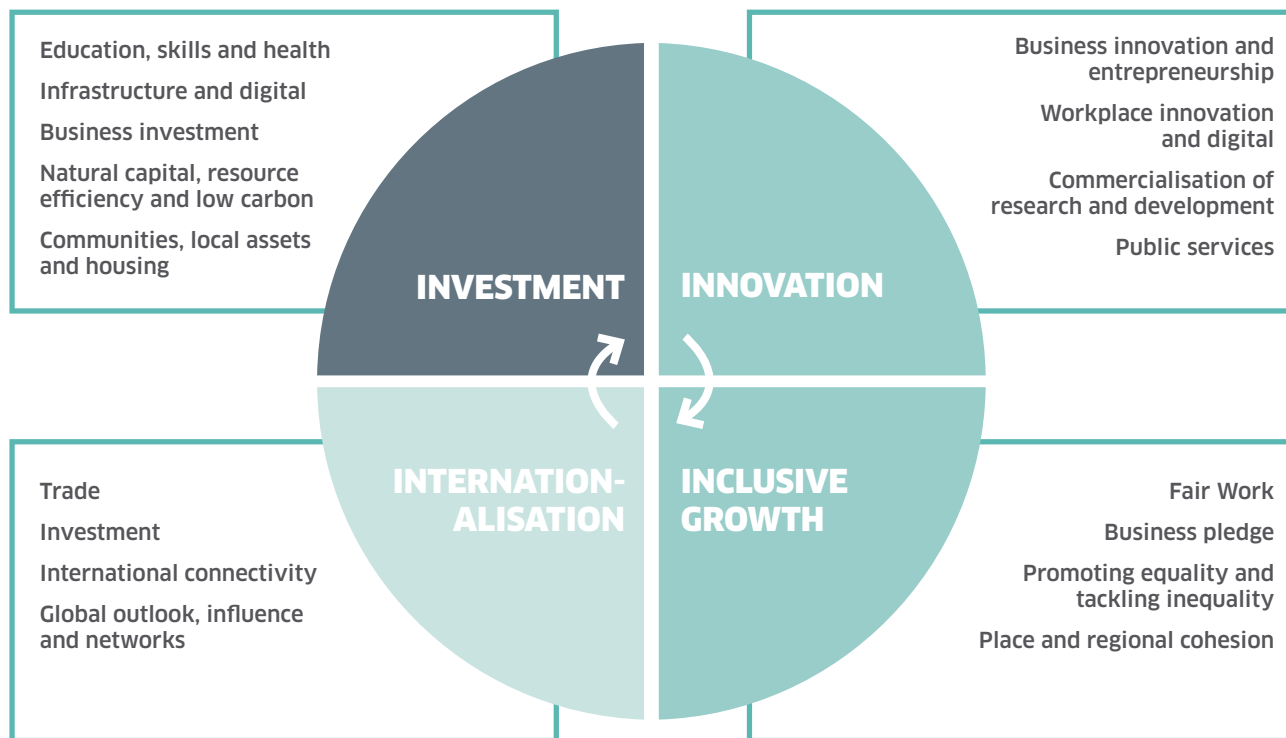 Education, skills and health
Infrastructure and digital
Business investment
Natural capital, resource
efficiency and low carbon
Communities, local assets
and housing
INVESTMENT
Business innovation and
entrepreneurship
Workplace innovation
and digital
Commercialisation of
research and development
Public services
INNOVATION
Trade
Investment
International connectivity
Global outlook, influence
and networks
INTERNATION-
ALISATION
Fair Work
Business pledge
Promoting equality and
tackling inequality
Place and regional cohesion
INCLUSIVE
GROWTH